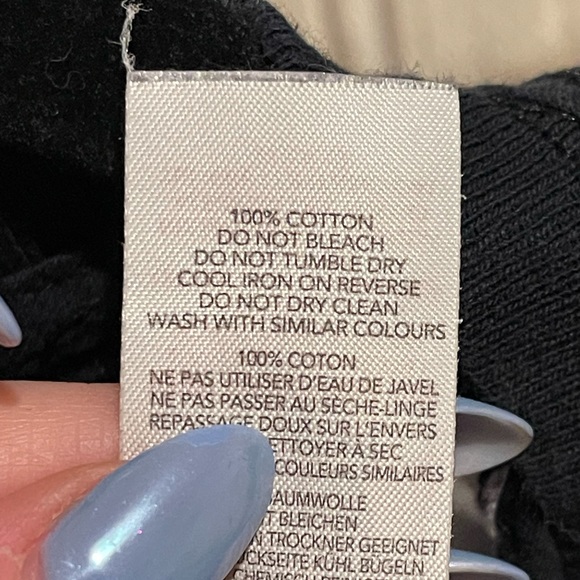 100% COTTON
DO NOT BLEACH
DO NOT TUMBLE DRY
COOL IRON ON REVERSE
DO NOT DRY CLEAN
WASH WITH SIMILAR COLOURS
100% COTON
NE PAS UTILISER D'EAU DE JAVEL
NE PAS PASSER AU SÈCHE-LINGE
REPASSAGE DOUX SUR L'ENVERS
À SEC
COULEURS SIMILAIRES
BLEICHEN
TROCKNER GEEIGNET
KÜHL BÜGELN